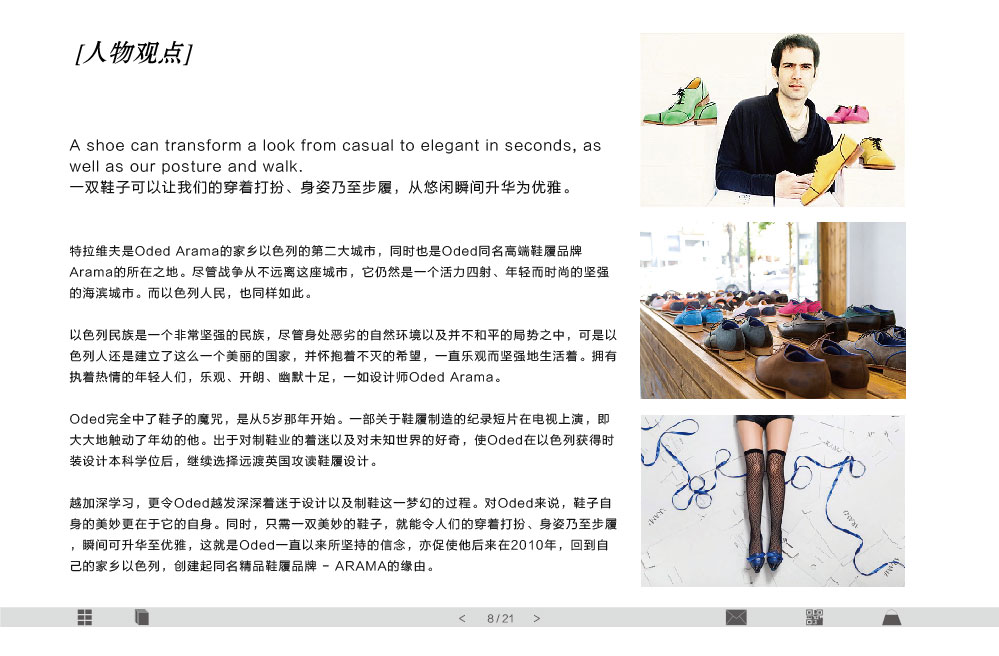 [人物观点]
A shoe can transform a look from casual to elegant in seconds, as
well as our posture and walk.
一双鞋子可以让我们的穿着打扮、身姿乃至步履，从悠闲瞬间升华为优雅。
特拉维夫是Oded Arama的家乡以色列的第二大城市，同时也是Oded同名高端鞋履品牌
Arama的所在之地。尽管战争从不远离这座城市，它仍然是一个活力四射、年轻而时尚的坚强
的海滨城市。而以色列人民，也同样如此。
以色列民族是一个非常坚强的民族，尽管身处恶劣的自然环境以及并不和平的局势之中，可是以
色列人还是建立了这么一个美丽的国家，并怀抱着不灭的希望，一直乐观而坚强地生活着。拥有
执着热情的年轻人们，乐观、开朗、幽默十足，一如设计师Oded Arama。
Oded完全中了鞋子的魔咒，是从5岁那年开始。一部关于鞋履制造的纪录短片在电视上演，即
大大地触动了年幼的他。出于对制鞋业的着迷以及对未知世界的好奇，使Oded在以色列获得时
装设计本科学位后，继续选择远渡英国攻读鞋履设计。
越加深学习，更令Oded越发深深着迷于设计以及制鞋这一梦幻的过程。对Oded来说，鞋子自
身的美妙更在于它的自身。同时，只需一双美妙的鞋子，就能令人们的穿着打扮、身姿乃至步履
，瞬间可升华至优雅，这就是Oded一直以来所坚持的信念，亦促使他后来在2010年，回到自
己的家乡以色列，创建起同名精品鞋履品牌 – ARAMA的缘由。
< 8/21 >